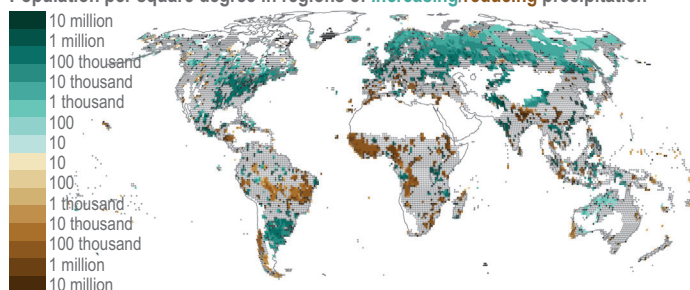 Population per square degree in regions of increasing/reducing precipitation
10 million
1 million
100 thousand
10 thousand
1 thousand
100
10
10
100
1 thousand
10 thousand
100 thousand
1 million
10 million